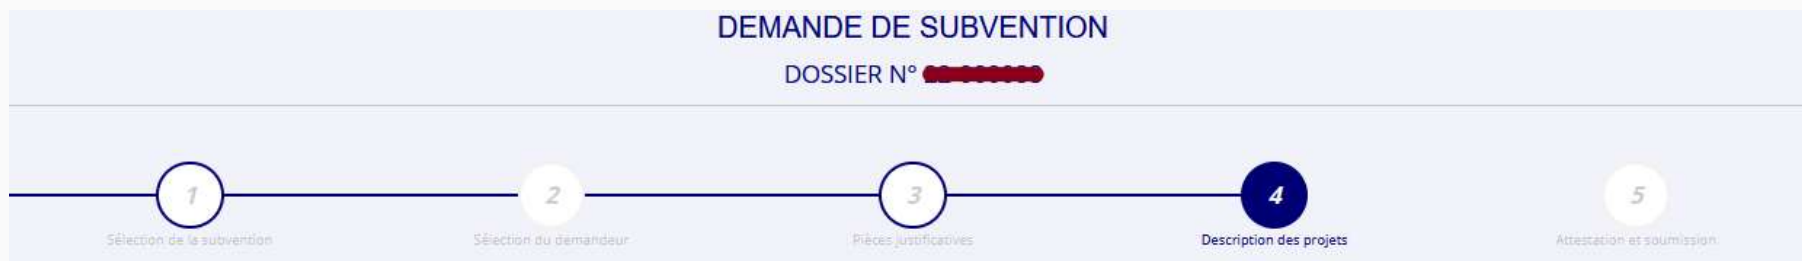 DEMANDE DE SUBVENTION
DOSSIER N°
1
2
3
4
5
Sélection de la subvention
Sélection du demandeur
Pièces justificatives
Description des projets
Attestation et soumission